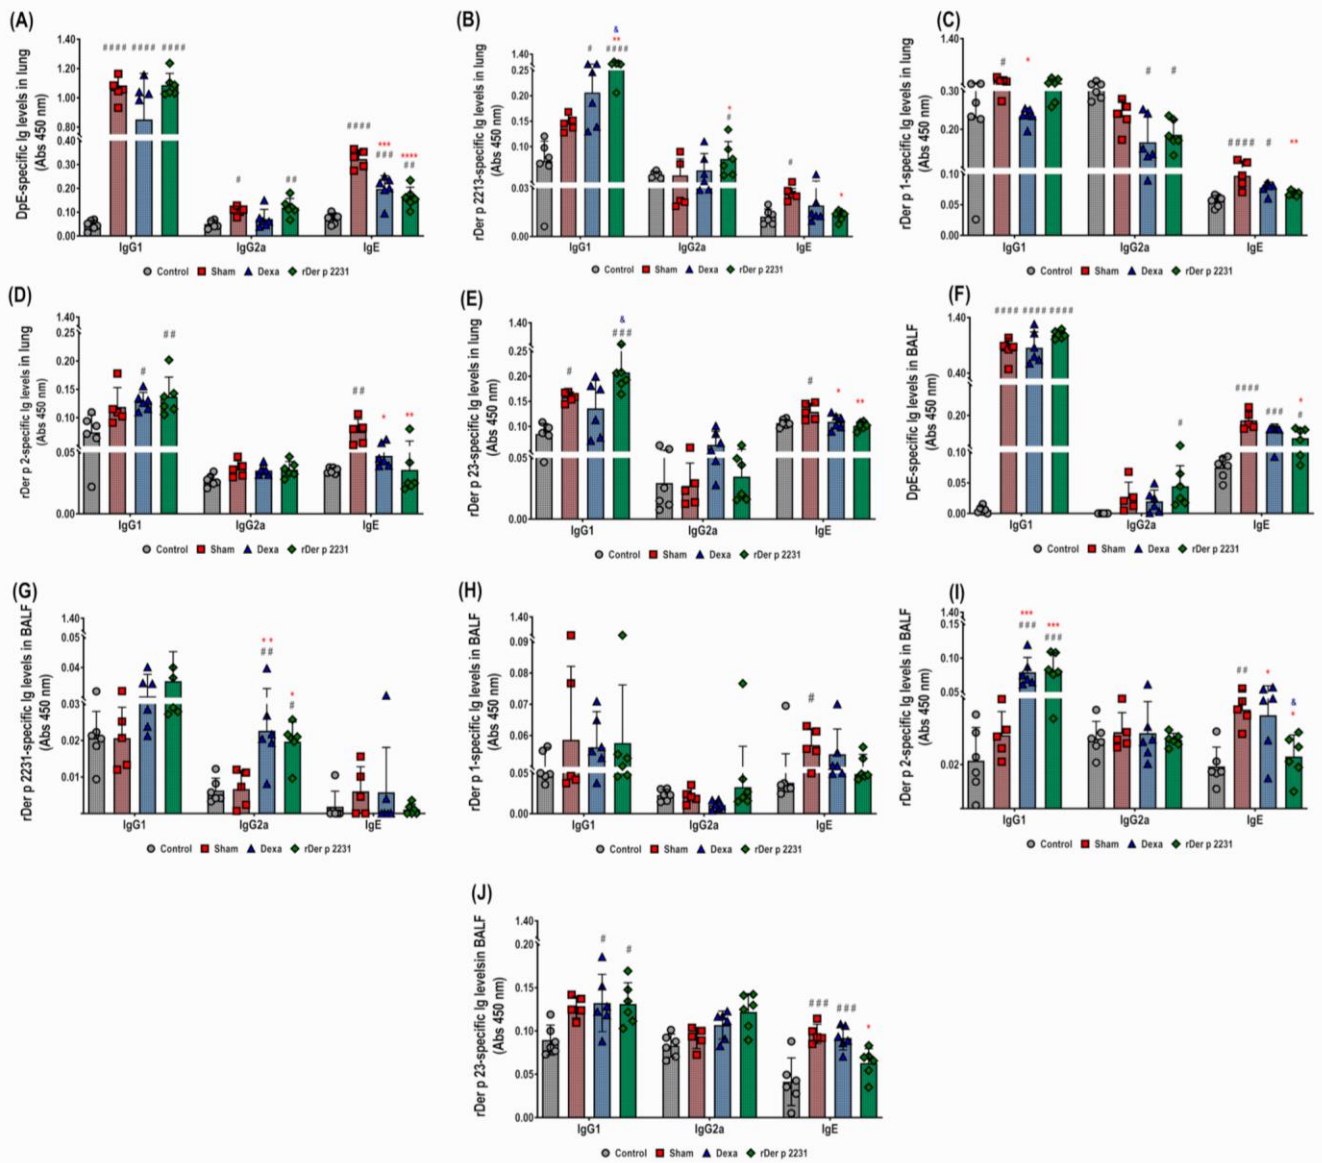 (A)
DpE-specific Ig levels in lung
(Abs 450 nm)
1.40
1.20
1.00
0.80
0.40
0.30
0.20
0.10
0.00
#### #### ####
# ##
####
***
###
****
##
IgG1 IgG2a IgE
Control Sham Dexa rDer p 2231
(B)
rDer p 2213-specific Ig levels in lung
(Abs 450 nm)
1.40
0.25
0.20
0.15
0.10
0.03
0.00
#
&
**
####
*
#
#
*
IgG1 IgG2a IgE
Control Sham Dexa rDer p 2231
(C)
rDer p 1-specific Ig levels in lung
(Abs 450 nm)
1.40
0.30
0.20
0.10
0.05
0.00
# *
# #
#### # **
IgG1 IgG2a IgE
Control Sham Dexa rDer p 2231
(D)
rDer p 2-specific Ig levels in lung
(Abs 450 nm)
1.40
0.25
0.20
0.15
0.10
0.05
0.00
# ##
## * **
IgG1 IgG2a IgE
Control Sham Dexa rDer p 2231
(E)
rDer p 23-specific Ig levels in lung
(Abs 450 nm)
1.40
0.25
0.20
0.15
0.10
0.05
0.00
#
&
###
# * **
IgG1 IgG2a IgE
Control Sham Dexa rDer p 2231
(F)
DpE-specific Ig levels in BALF
(Abs 450 nm)
1.40
0.40
0.20
0.10
0.05
0.00
#### #### ####
#
#### ###
*
#
IgG1 IgG2a IgE
Control Sham Dexa rDer p 2231
(G)
rDer p 2231-specific Ig levels in BALF
(Abs 450 nm)
1.40
0.05
0.04
0.03
0.02
0.01
**
##
*
#
IgG1 IgG2a IgE
Control Sham Dexa rDer p 2231
(H)
rDer p 1-specific Ig levels in BALF
(Abs 450 nm)
1.40
0.09
0.08
0.07
0.06
0.05
0.00
#
IgG1 IgG2a IgE
Control Sham Dexa rDer p 2231
(I)
rDer p 2-specific Ig levels in BALF
(Abs 450 nm)
1.40
0.15
0.10
0.05
0.02
0.00
***
###
***
###
## *
&
*
IgG1 IgG2a IgE
Control Sham Dexa rDer p 2231
(J)
rDer p 23-specific Ig levelsin BALF
(Abs 450 nm)
1.40
0.20
0.15
0.10
0.05
0.00
# #
### ### *
IgG1 IgG2a IgE
Control Sham Dexa rDer p 2231